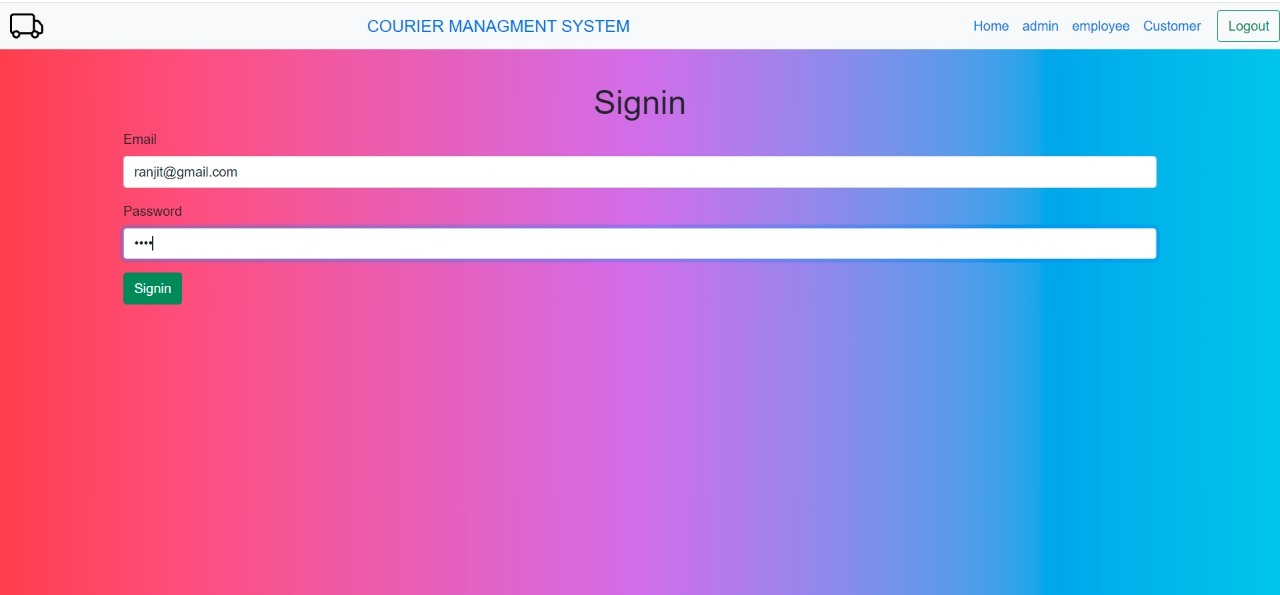 COURIER MANAGMENT SYSTEM Home admin employee Customer Logout
Signin
Email
ranjit@gmail.com
Password
••••
Signin